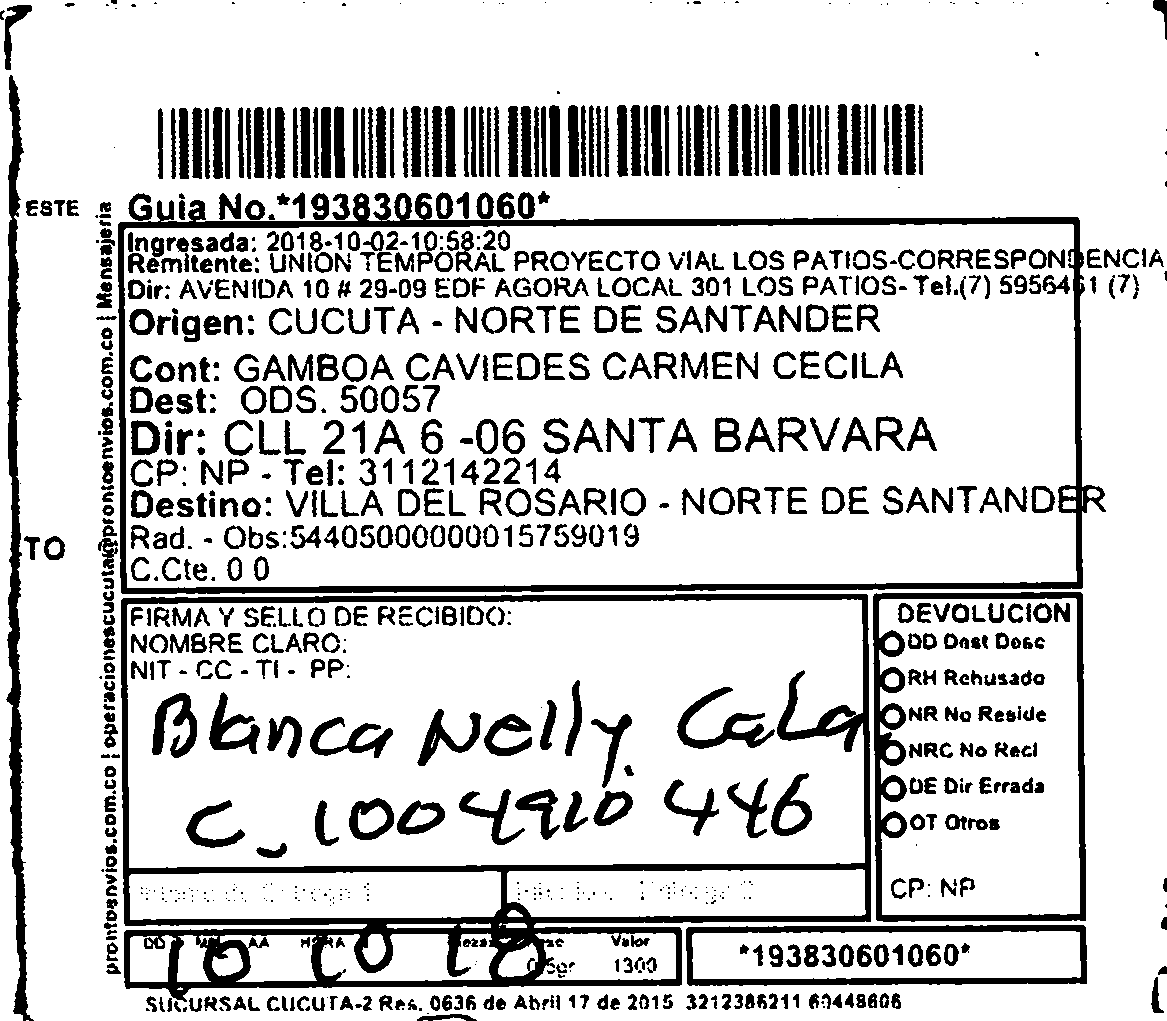 ESTE
TO
prontoenvios.com.co | operacionescucuta@prontoenvios.com.co | Mensajeria
Guia No.*193830601060*
Ingresada: 2018-10-02-10:58:20
Remitente: UNION TEMPORAL PROYECTO VIAL LOS PATIOS-CORRESPONDENCIA
Dir: AVENIDA 10 # 29-09 EDF AGORA LOCAL 301 LOS PATIOS- Tel.(7) 5956461 (7)
Origen: CUCUTA - NORTE DE SANTANDER
Cont: GAMBOA CAVIEDES CARMEN CECILA
Dest: ODS. 50057
Dir: CLL 21A 6 -06 SANTA BARVARA
CP: NP - Tel: 3112142214
Destino: VILLA DEL ROSARIO - NORTE DE SANTANDER
Rad. - Obs:54405000000015759019
C.Cte. 0 0
FIRMA Y SELLO DE RECIBIDO:
NOMBRE CLARO:
NIT - CC - TI - PP:
Blanca Nelly Cala
C. 1004910446
DEVOLUCION
DD Dest Desc
RH Rehusado
NR No Reside
NRC No Recl
DE Dir Errada
OT Otros
CP: NP
DD AA HORA Valor
10 10 18
1300
*193830601060*
SUCURSAL CUCUTA-2 Res. 0636 de Abril 17 de 2015 3212386211 60448606